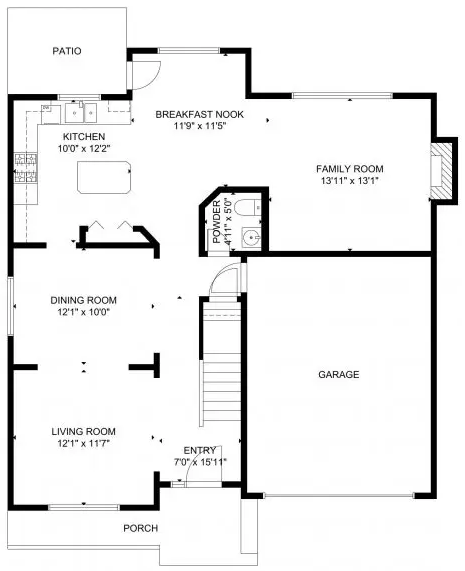 PATIO
BREAKFAST NOOK
11'9" x 11'5"
KITCHEN
10'0" x 12'2"
FAMILY ROOM
13'11" x 13'1"
POWDER
4'11" x 5'0"
DINING ROOM
12'1" x 10'0"
GARAGE
LIVING ROOM
12'1" x 11'7"
ENTRY
7'0" x 15'11"
PORCH